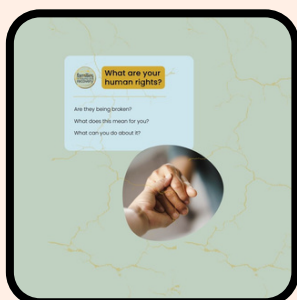 What are your
human rights?
Are they being broken?
What does this mean for you?
What can you do about it?